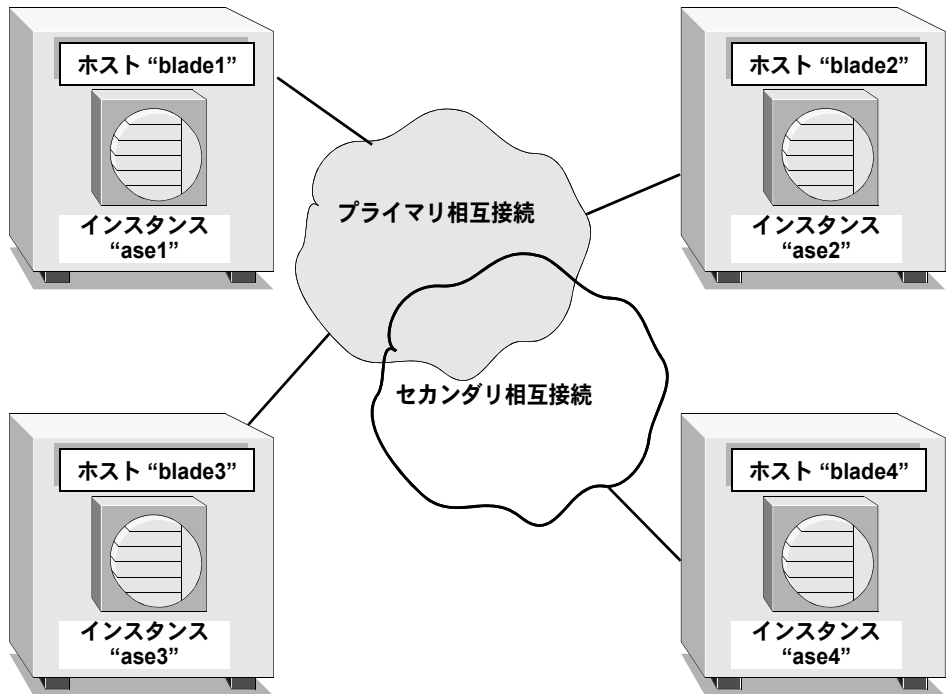 ホスト “blade1”
インスタンス
“ase1”
ホスト “blade2”
インスタンス
“ase2”
プライマリ相互接続
セカンダリ相互接続
ホスト “blade3”
インスタンス
“ase3”
ホスト “blade4”
インスタンス
“ase4”